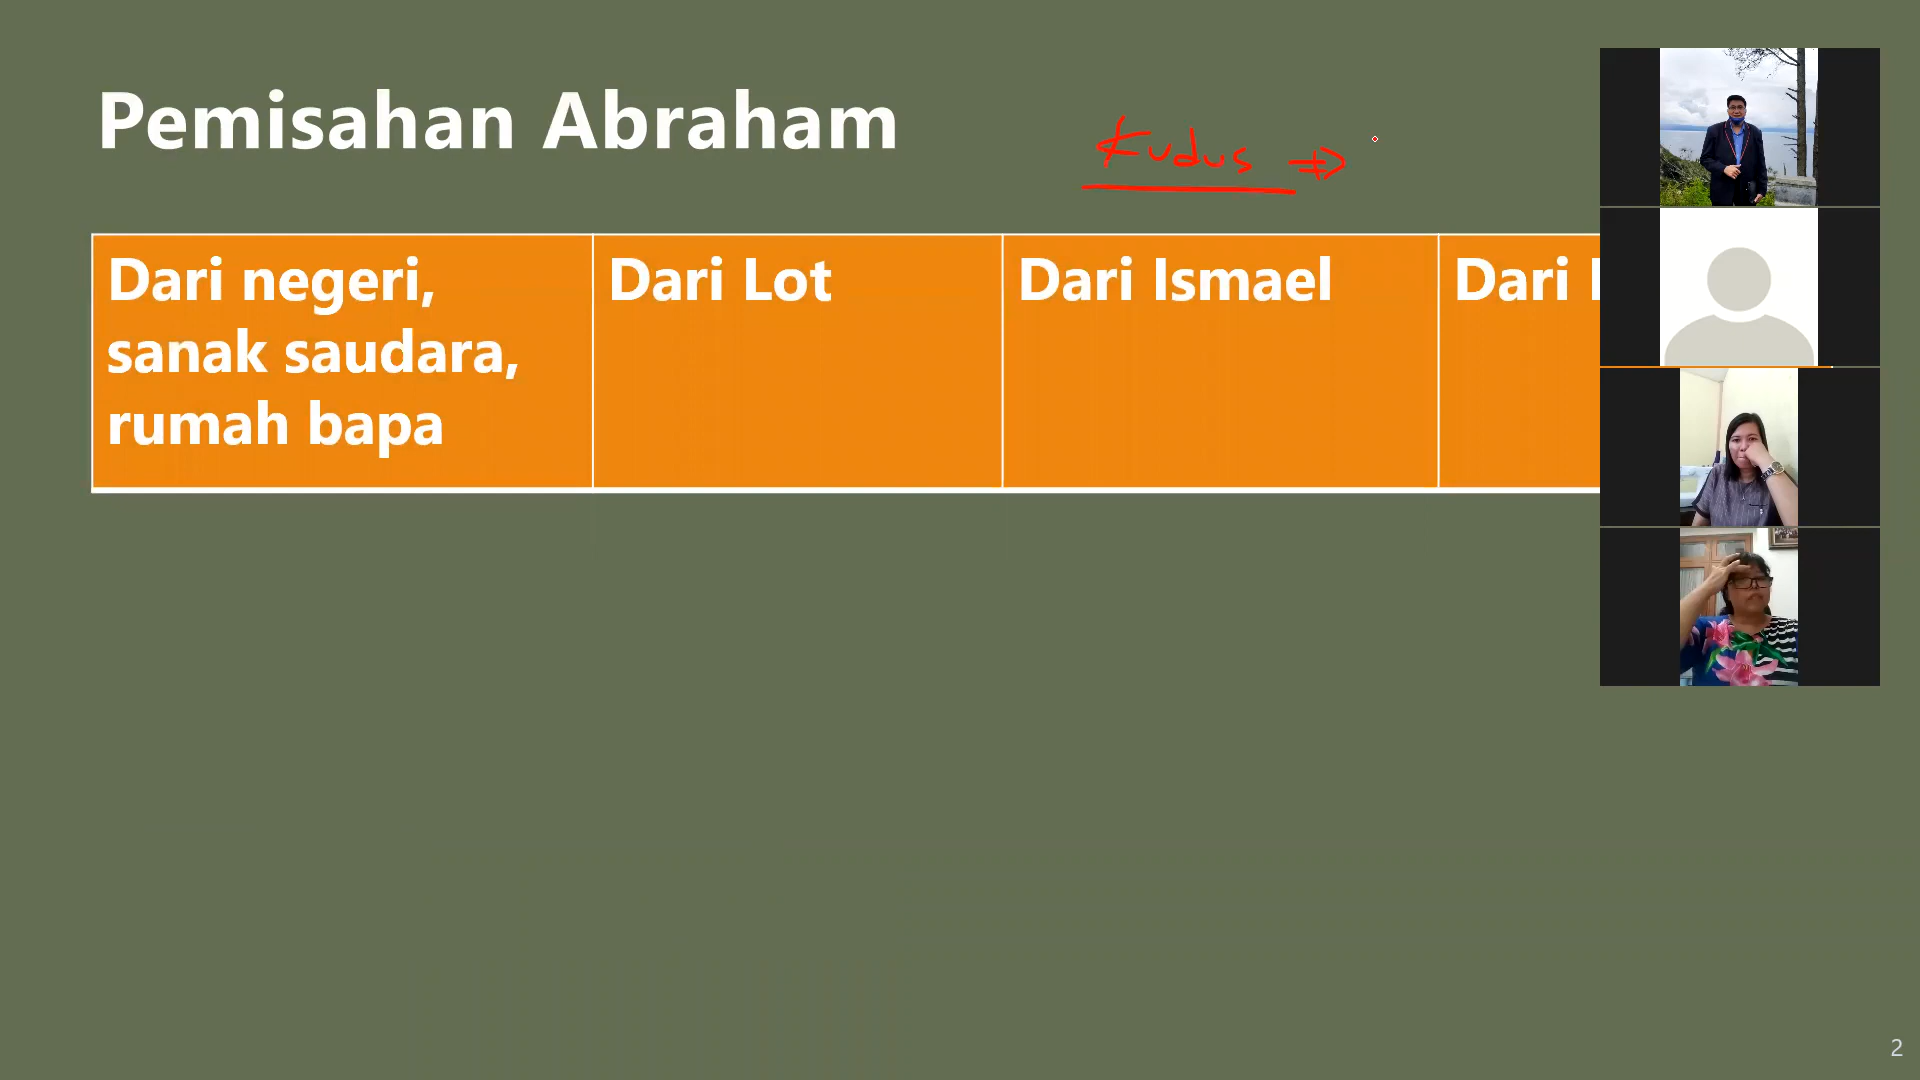 Pemisahan Abraham
Kudus =>
Dari negeri,
sanak saudara,
rumah bapa
Dari Lot
Dari Ismael
Dari
2